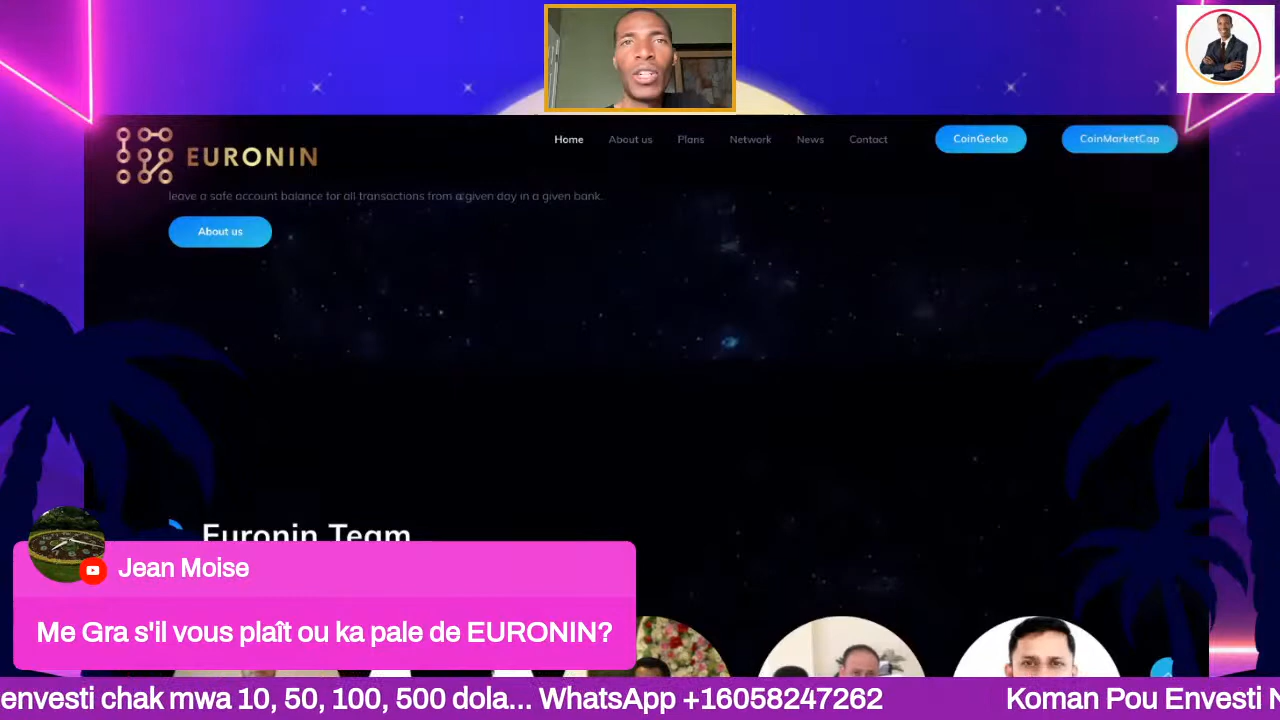 EURONIN
Home About us Plans Network News Contact CoinGecko CoinMarketCap
leave a safe account balance for all transactions from a given day in a given bank.
About us
Euronin Team
Jean Moise
Me Gra s'il vous plaît ou ka pale de EURONIN?
envesti chak mwa 10, 50, 100, 500 dola... WhatsApp +16058247262 Koman Pou Envesti N